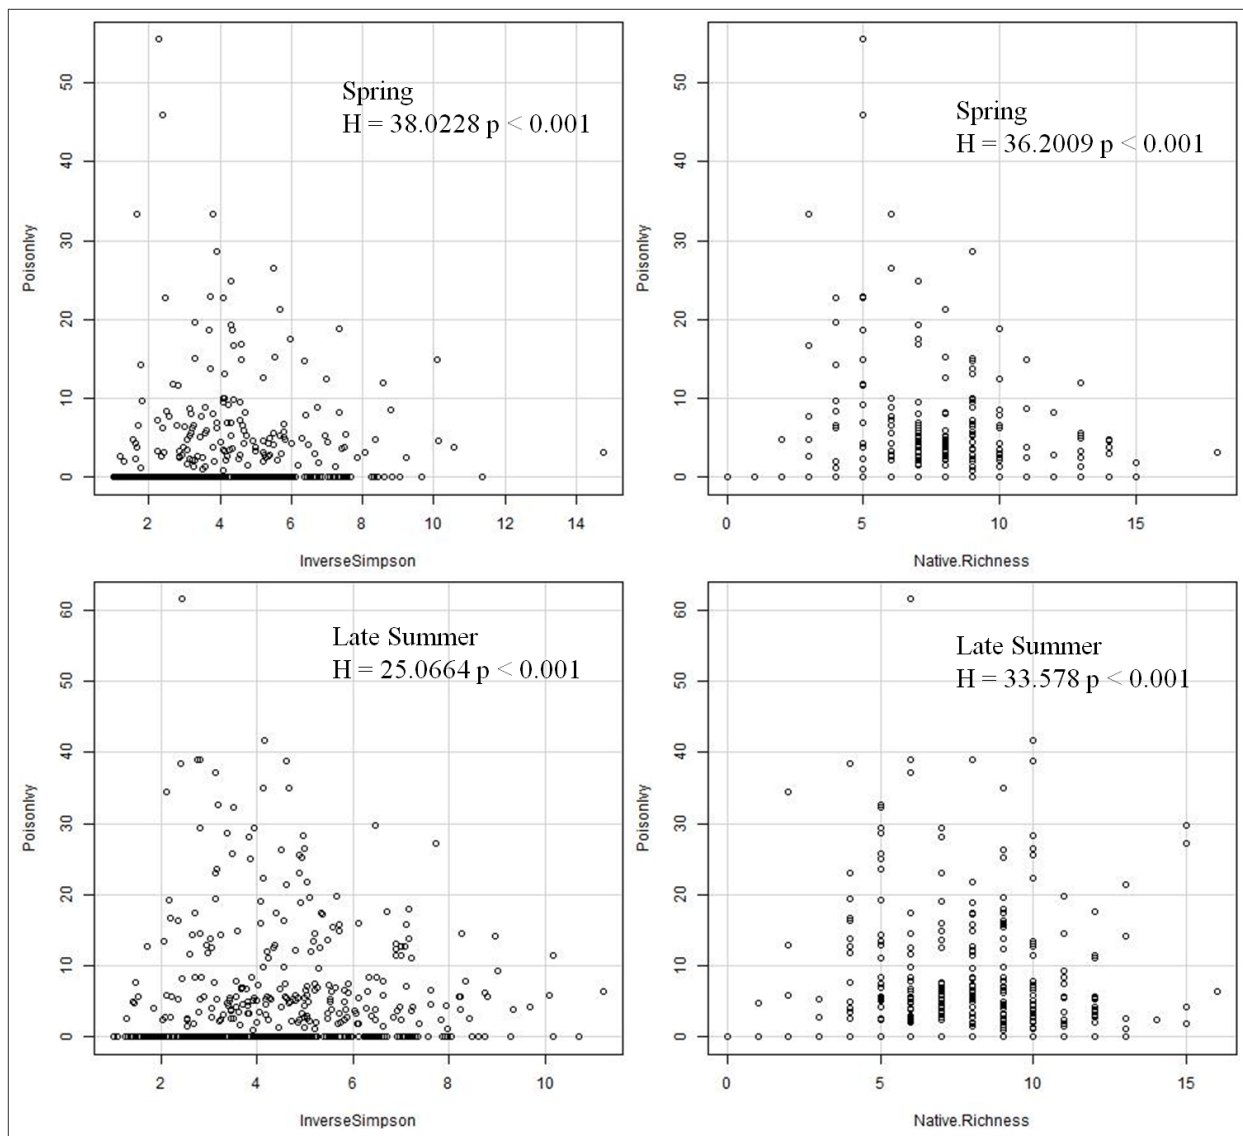 Spring
H = 38.0228 p < 0.001
PoisonIvy
50
40
30
20
10
0
2 4 6 8 10 12 14
InverseSimpson
Spring
H = 36.2009 p < 0.001
PoisonIvy
50
40
30
20
10
0
0 5 10 15
Native.Richness
Late Summer
H = 25.0664 p < 0.001
PoisonIvy
60
50
40
30
20
10
0
2 4 6 8 10
InverseSimpson
Late Summer
H = 33.578 p < 0.001
PoisonIvy
60
50
40
30
20
10
0
0 5 10 15
Native.Richness